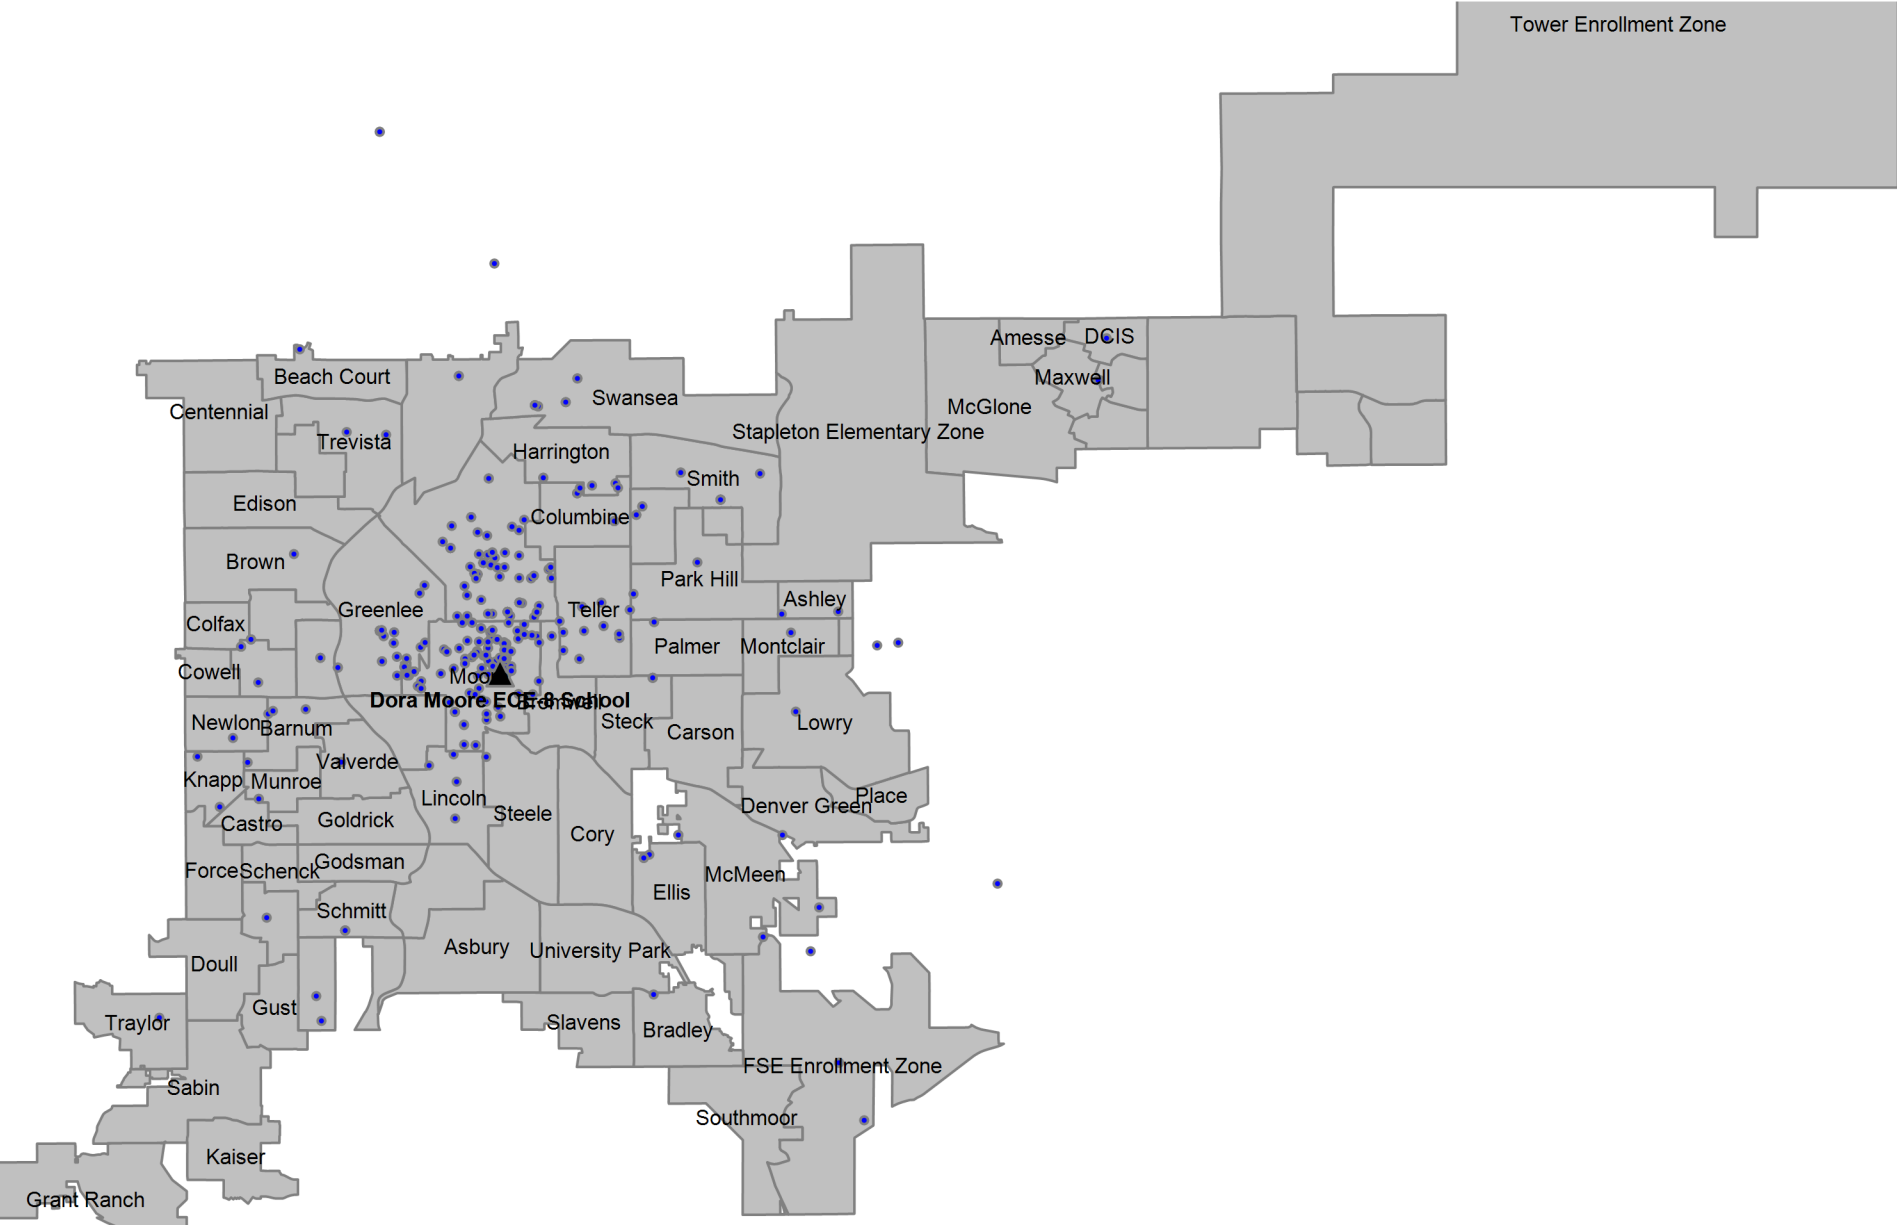 Tower Enrollment Zone
Amesse
DCIS
Beach Court
Maxwell
Swansea
McGlone
Centennial
Stapleton Elementary Zone
Trevista
Harrington
Smith
Edison
Columbine
Brown
Park Hill
Ashley
Greenlee
Teller
Colfax
Palmer
Montclair
Cowell
Moore
Dora Moore ECE-8 School
Bromwell
Newlon
Barnum
Steck
Carson
Lowry
Valverde
Knapp
Munroe
Lincoln
Steele
Place
Denver Green
Castro
Goldrick
Cory
Godsman
Force
Schenck
McMeen
Ellis
Schmitt
Asbury
University Park
Doull
Gust
Traylor
Slavens
Bradley
FSE Enrollment Zone
Sabin
Southmoor
Kaiser
Grant Ranch